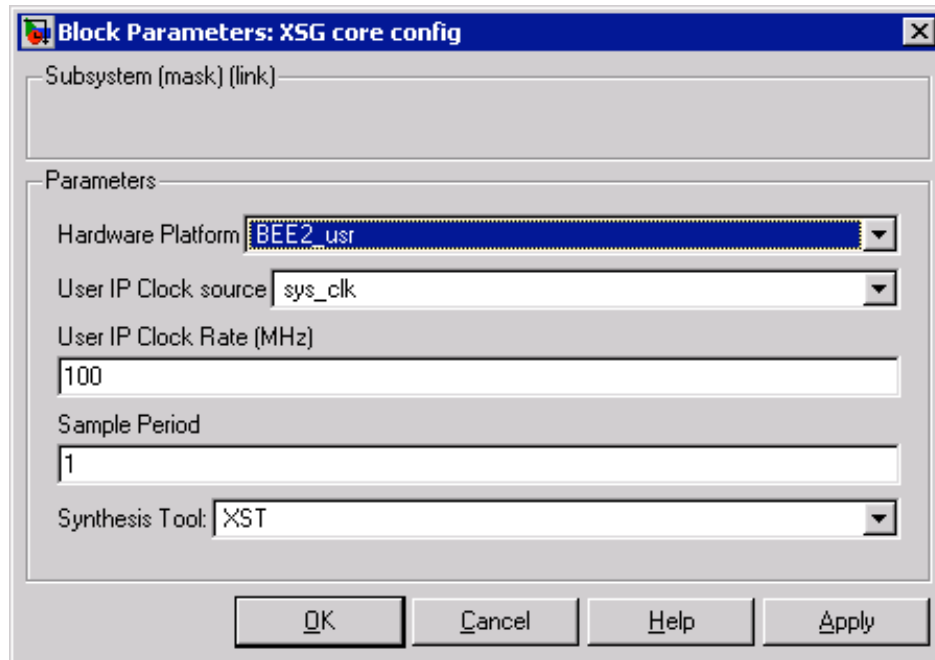 Block Parameters: XSG core config
Subsystem (mask) (link)
Parameters
Hardware Platform BEE2_usr
User IP Clock source sys_clk
User IP Clock Rate (MHz)
100
Sample Period
1
Synthesis Tool: XST
OK Cancel Help Apply